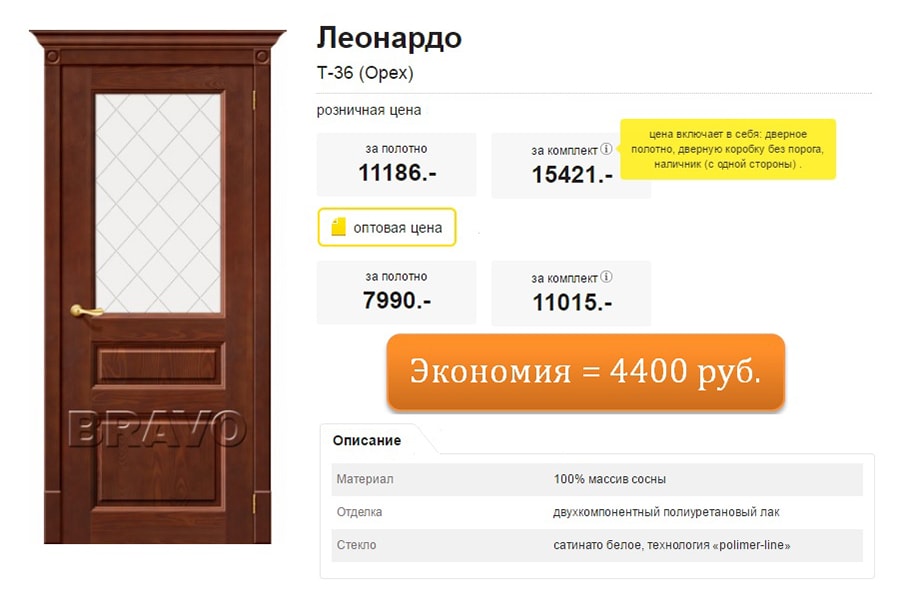 Леонардо
Т-36 (Орех)
розничная цена
за полотно
11186.-
за комплект
15421.-
цена включает в себя: дверное
полотно, дверную коробку без порога,
наличник (с одной стороны) .
оптовая цена
за полотно
7990.-
за комплект
11015.-
Экономия = 4400 руб.
BRAVO
Описание
Материал 100% массив сосны
Отделка двухкомпонентный полиуретановый лак
Стекло сатинато белое, технология «polimer-line»